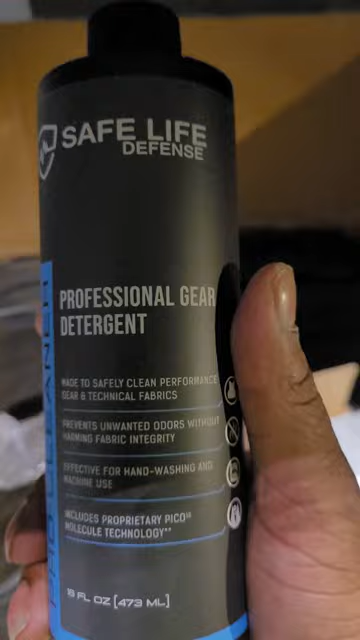 SAFE LIFE
DEFENSE
PROFESSIONAL GEAR
DETERGENT
MADE TO SAFELY CLEAN PERFORMANCE
GEAR & TECHNICAL FABRICS
PREVENTS UNWANTED ODORS WITHOUT
HARMING FABRIC INTEGRITY
EFFECTIVE FOR HAND-WASHING AND
MACHINE USE
INCLUDES PROPRIETARY PICO
MOLECULE TECHNOLOGY**
FL OZ [473 ML]
CLEANER